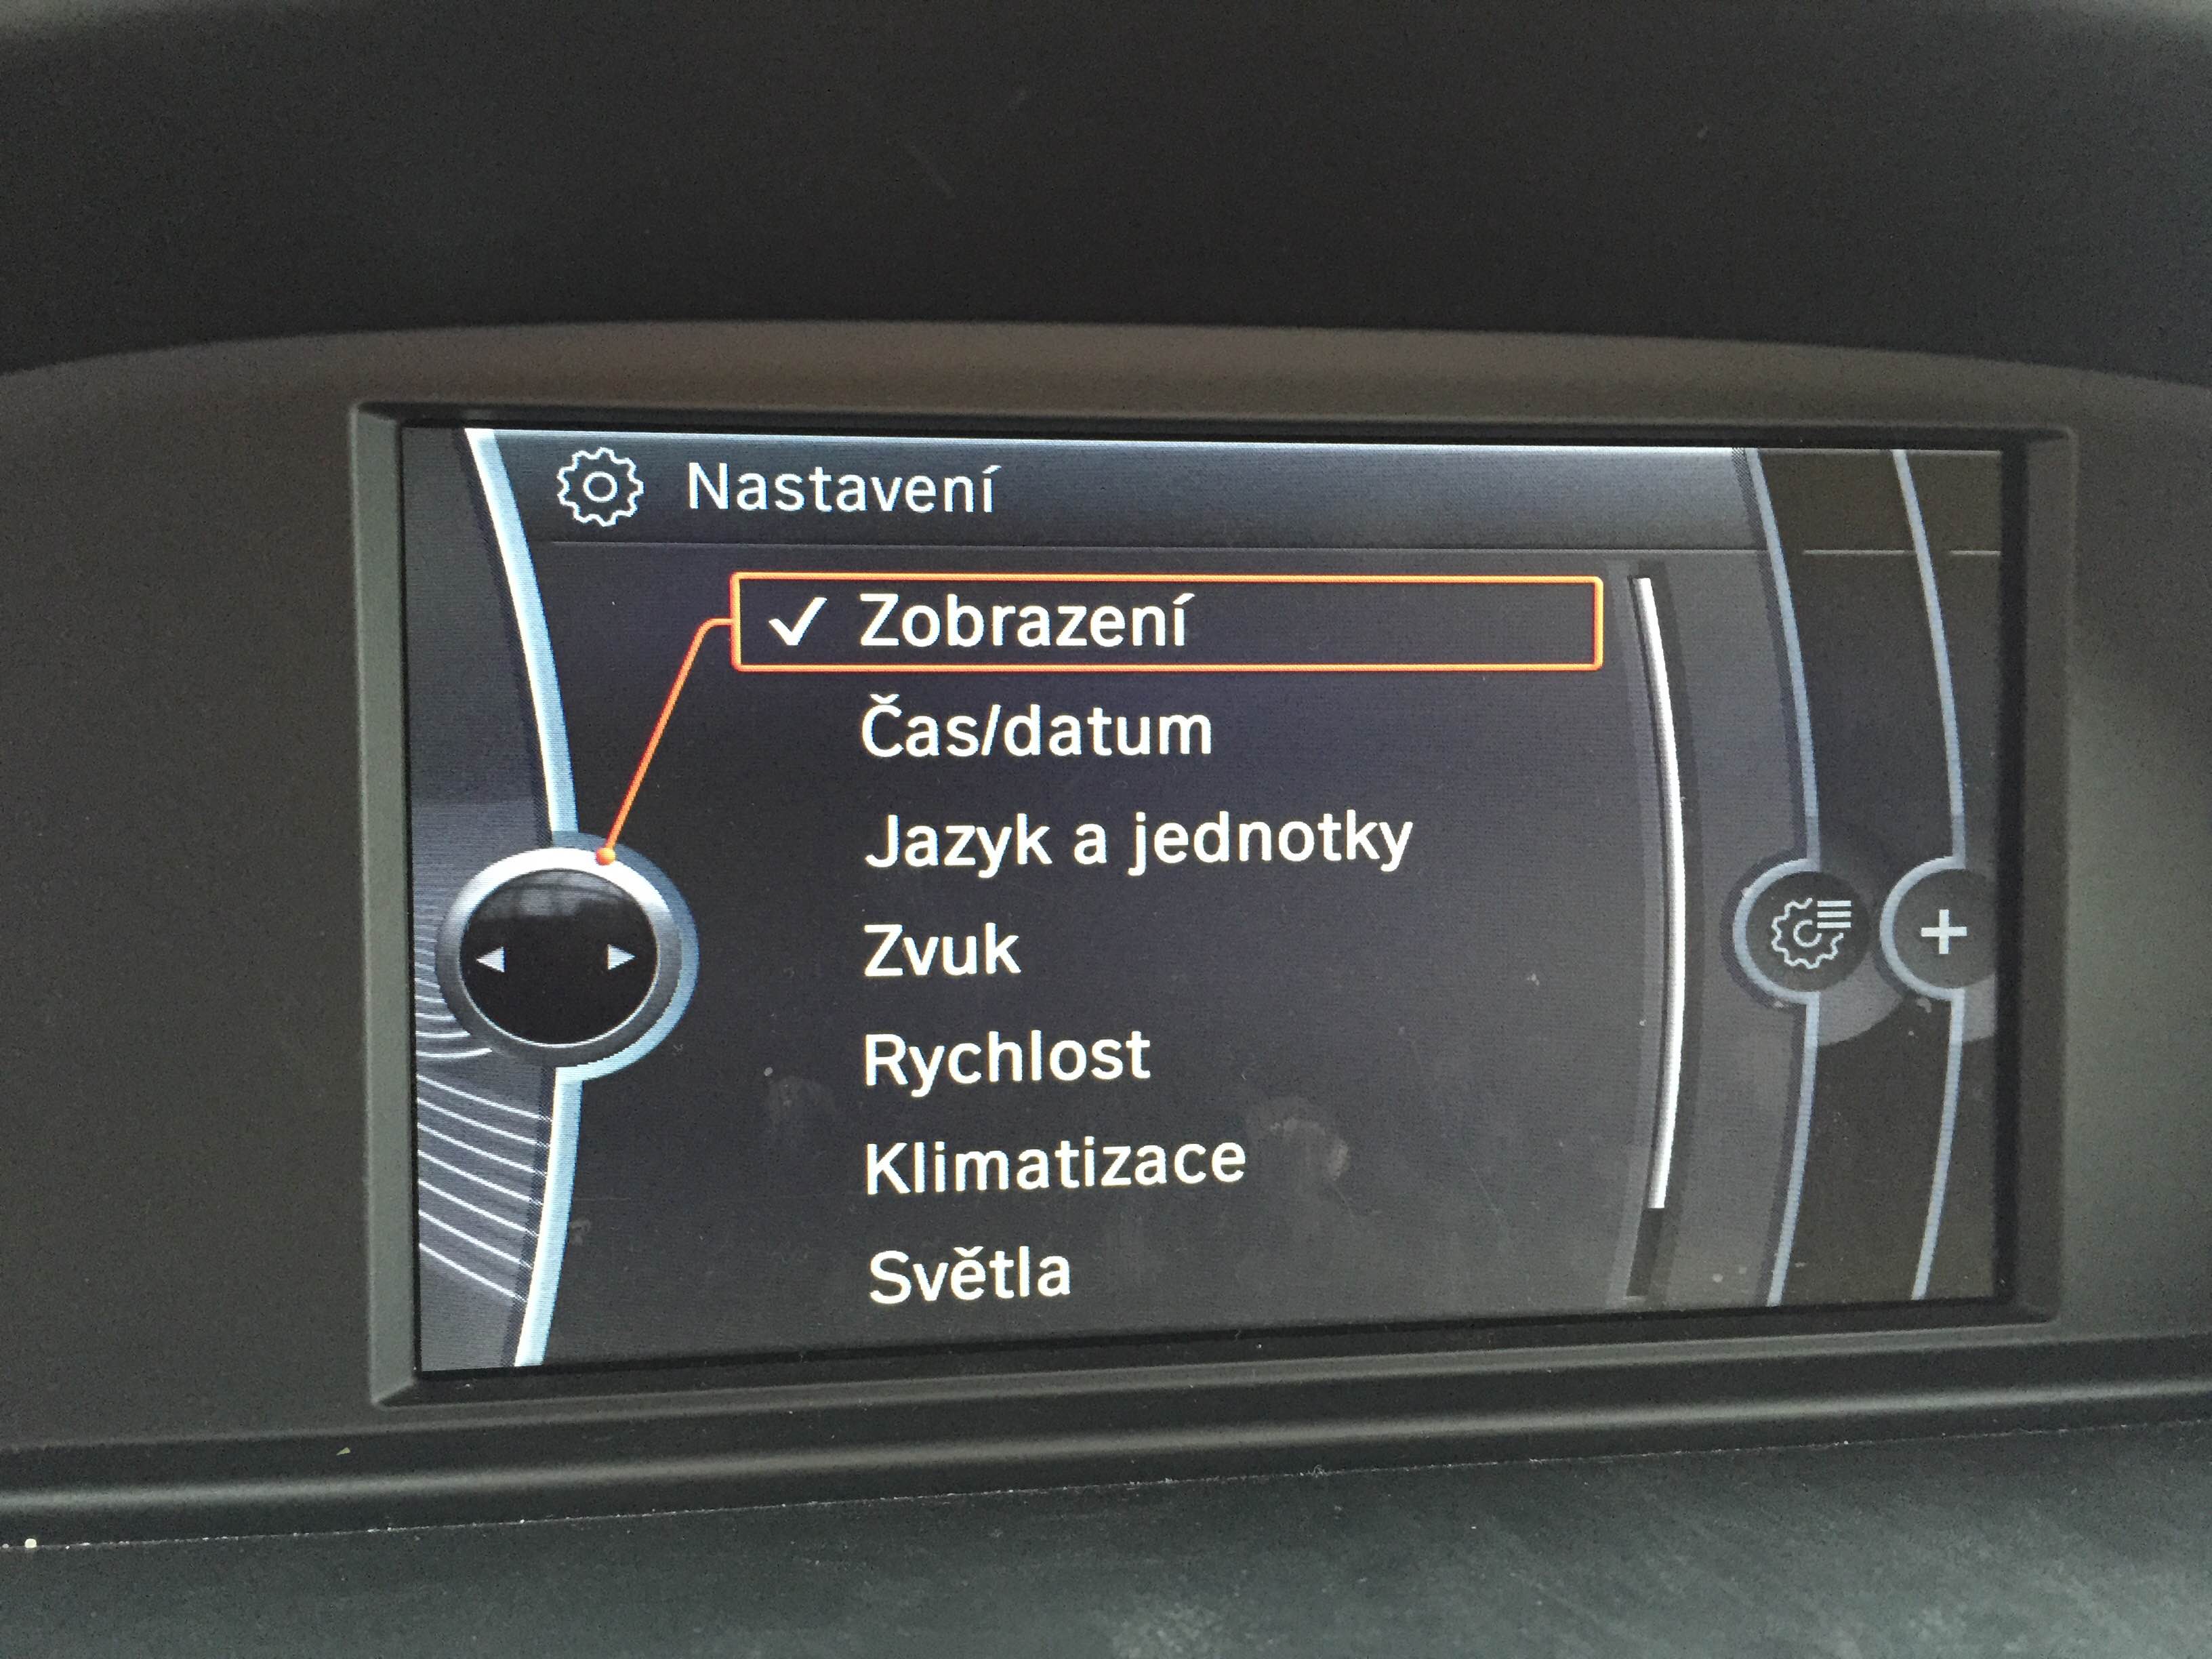 Nastavení
✓ Zobrazení
Čas/datum
Jazyk a jednotky
Zvuk
Rychlost
Klimatizace
Světla